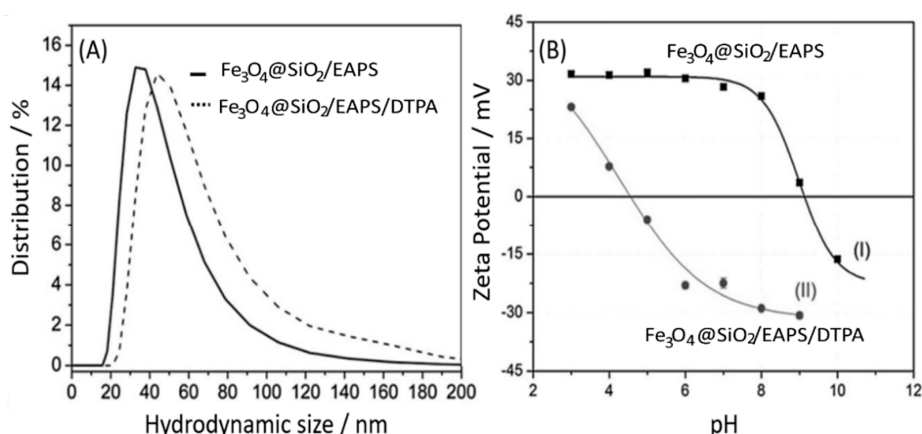 (A)
Fe₃O₄@SiO₂/EAPS
Fe₃O₄@SiO₂/EAPS/DTPA
Distribution / %
16
14
12
10
8
6
4
2
0
0 20 40 60 80 100 120 140 160 180 200
Hydrodynamic size / nm
(B)
Fe₃O₄@SiO₂/EAPS
Zeta Potential / mV
45
30
15
0
-15
-30
-45
(I)
(II)
Fe₃O₄@SiO₂/EAPS/DTPA
2 4 6 8 10 12
pH